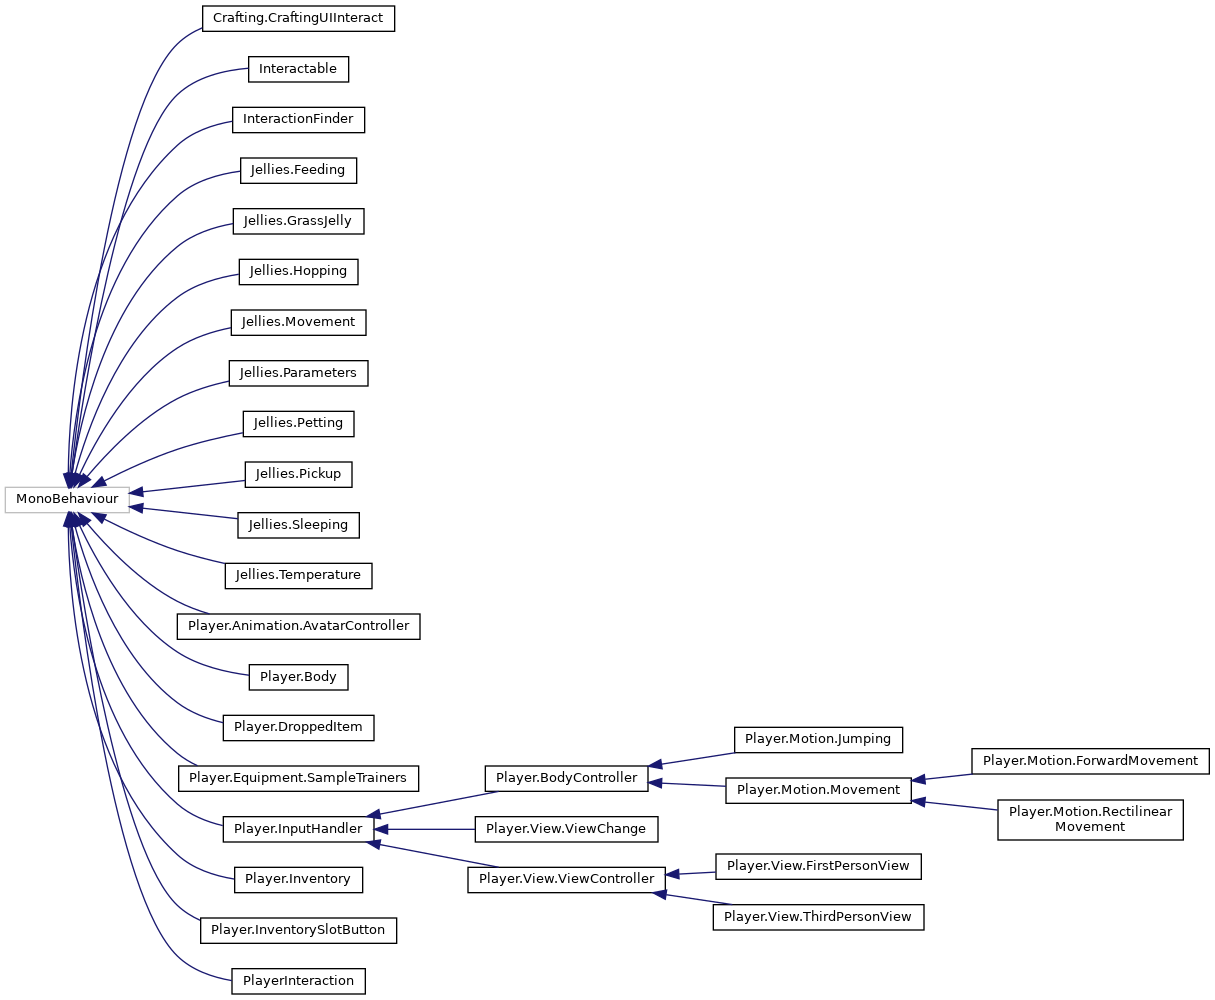 Crafting.CraftingUIInteract
Interactable
InteractionFinder
Jellies.Feeding
Jellies.GrassJelly
Jellies.Hopping
Jellies.Movement
Jellies.Parameters
Jellies.Petting
Jellies.Pickup
MonoBehaviour
Jellies.Sleeping
Jellies.Temperature
Player.Animation.AvatarController
Player.Body
Player.DroppedItem
Player.Equipment.SampleTrainers
Player.InputHandler
Player.Inventory
Player.InventorySlotButton
PlayerInteraction
Player.BodyController
Player.View.ViewChange
Player.View.ViewController
Player.Motion.Jumping
Player.Motion.Movement
Player.View.FirstPersonView
Player.View.ThirdPersonView
Player.Motion.ForwardMovement
Player.Motion.Rectilinear
Movement